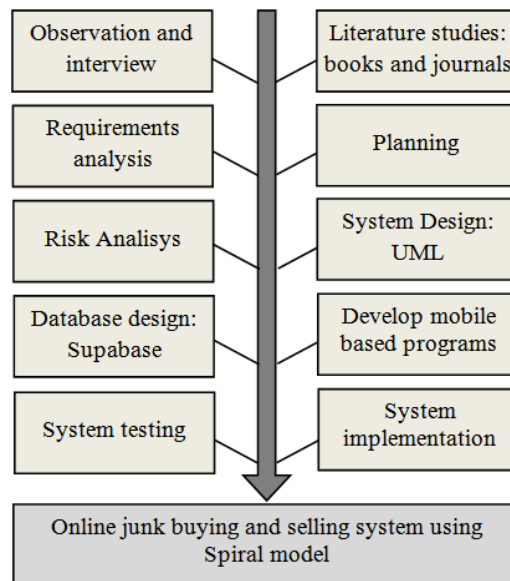 Observation and
interview
Literature studies:
books and journals
Requirements
analysis
Planning
Risk Analisys
System Design:
UML
Database design:
Supabase
Develop mobile
based programs
System testing
System
implementation
Online junk buying and selling system using
Spiral model